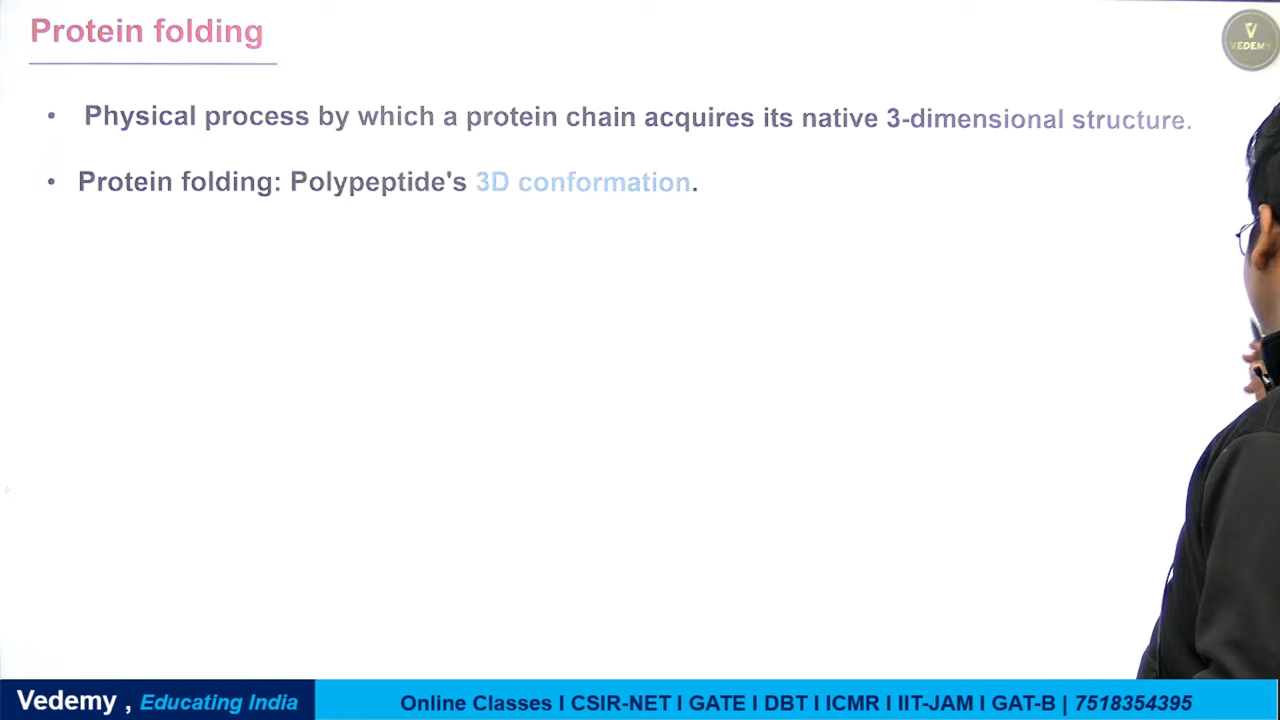 Protein folding
V
VEDEMY
• Physical process by which a protein chain acquires its native 3-dimensional structure.
• Protein folding: Polypeptide's 3D conformation.
Vedemy , Educating India
Online Classes I CSIR-NET I GATE I DBT I ICMR I IIT-JAM I GAT-B | 7518354395